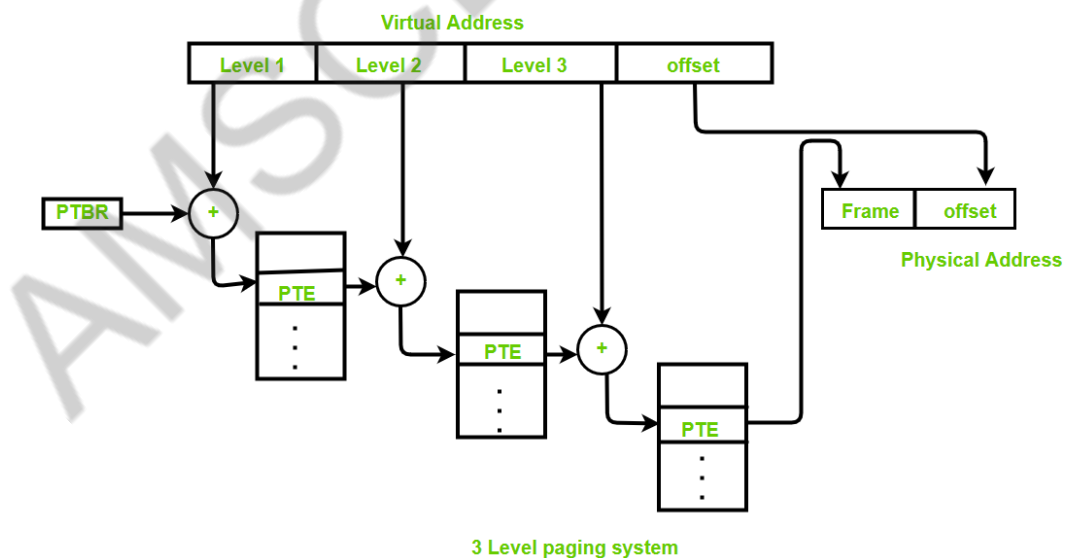 Virtual Address
Level 1 Level 2 Level 3 offset
PTBR + Frame offset
Physical Address
+
PTE
PTE +
PTE
3 Level paging system